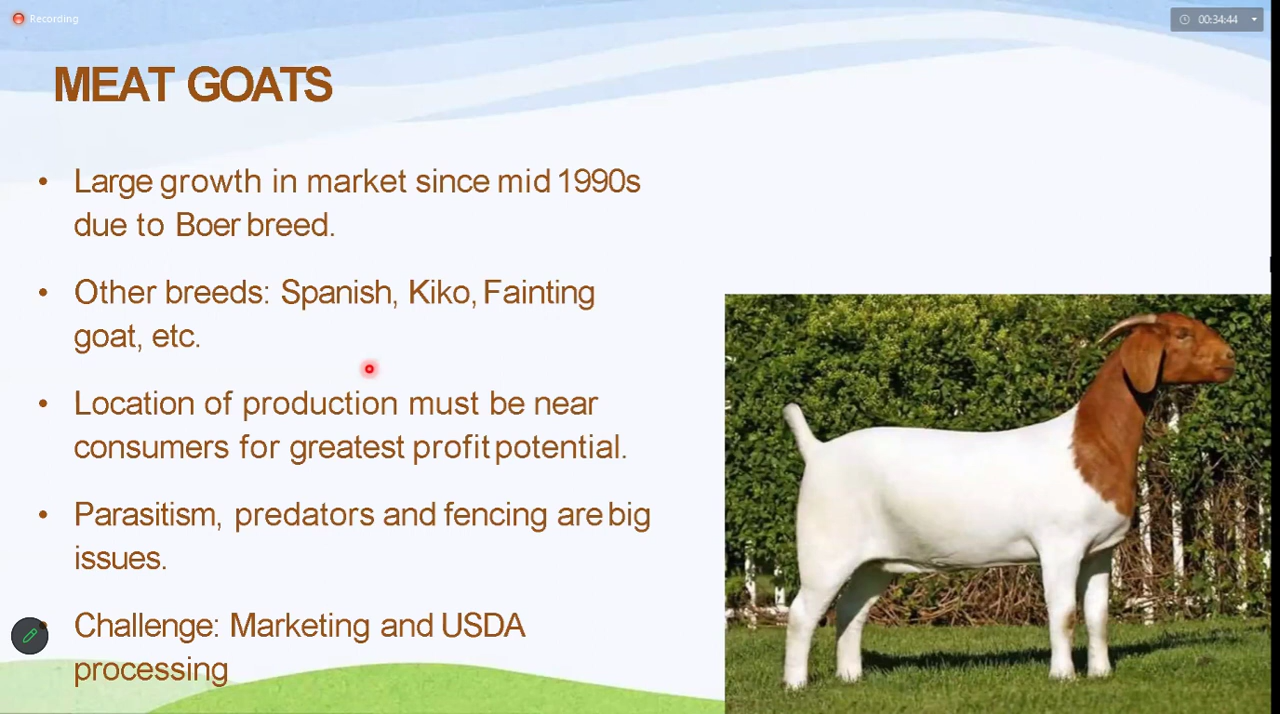 Recording
00:34:44
MEAT GOATS
• Large growth in market since mid 1990s
due to Boer breed.
• Other breeds: Spanish, Kiko, Fainting
goat, etc.
• Location of production must be near
consumers for greatest profit potential.
• Parasitism, predators and fencing are big
issues.
• Challenge: Marketing and USDA
processing